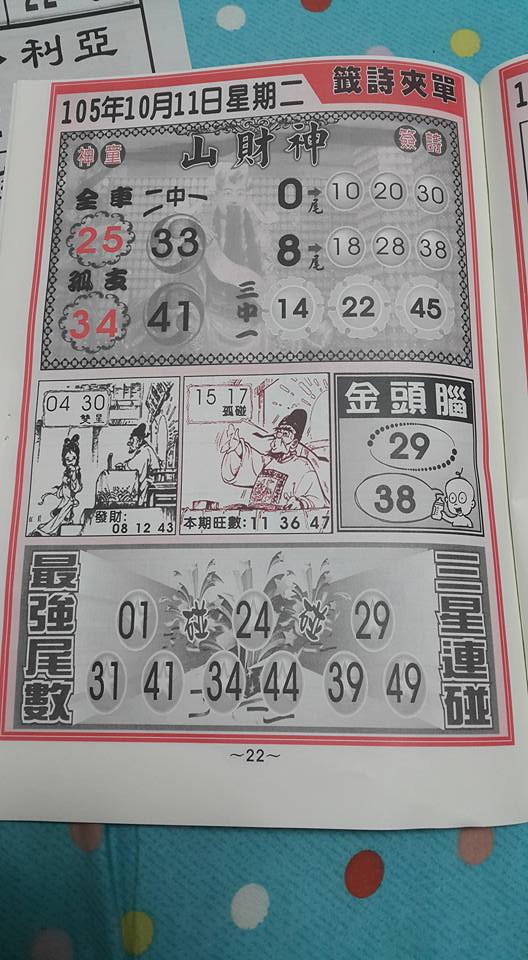 利亞
籤詩夾單
105年10月11日星期二
神童
山財神
簽詩
全車
二中一
0→尾 10 20 30
25 33
8→尾 18 28 38
孤支
34 41
三中一
14 22 45
04 30
雙星
發財:
08 12 43
15 17
孤碰
本期旺數:11 36 47
金頭腦
29
38
最強尾數
01 碰 24 碰 29
31 41 34 44 39 49
三星連碰
~22~